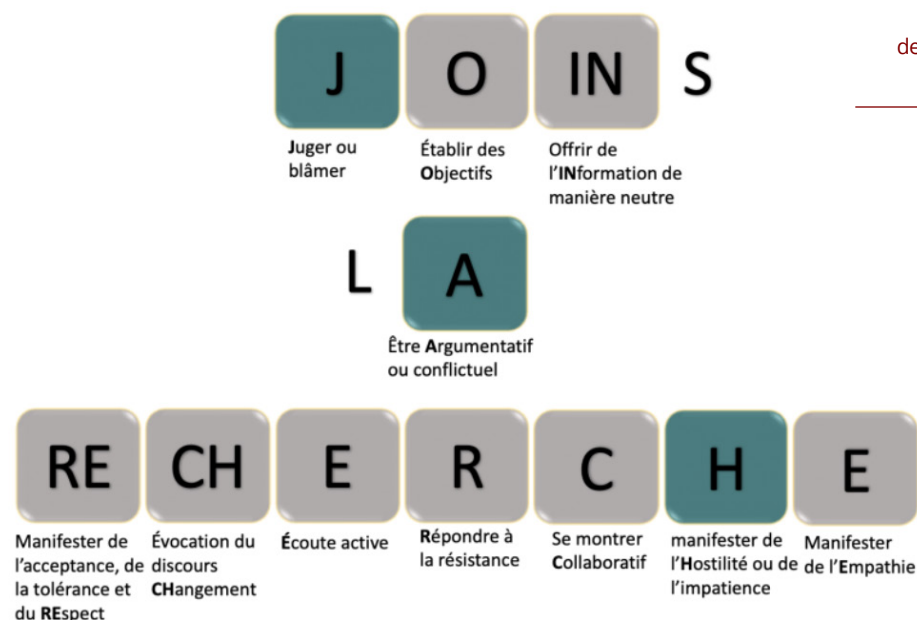 de
J O IN S
Juger ou
blâmer
Établir des
Objectifs
Offrir de
l'INformation de
manière neutre
L A
Être Argumentatif
ou conflictuel
RE CH E R C H E
Manifester de
l'acceptance, de
la tolérance et
du REspect
Évocation du
discours
CHangement
Écoute active
Répondre à
la résistance
Se montrer
Collaboratif
manifester de
l'Hostilité ou de
l'impatience
Manifester
de l'Empathie